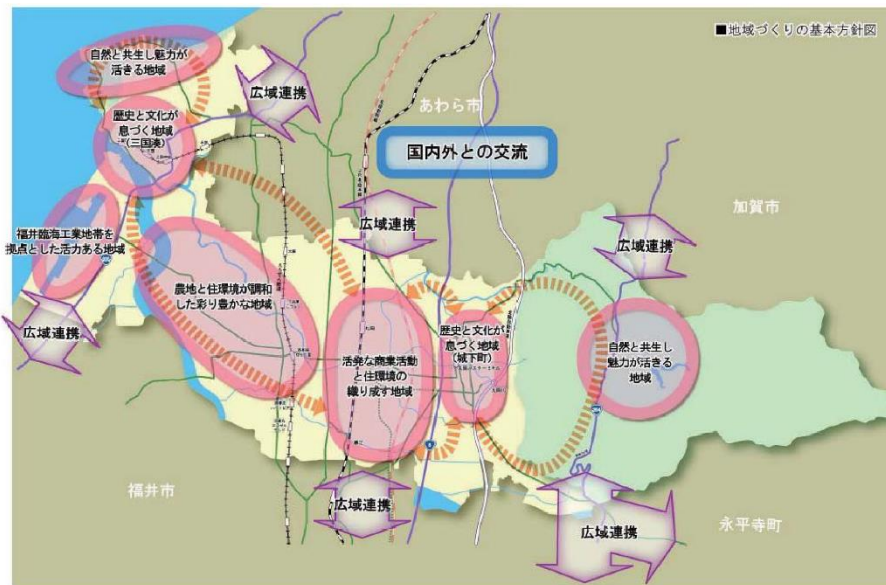 ■地域づくりの基本方針図
自然と共生し魅力が
活きる地域
広域連携
あわら市
歴史と文化が
息づく地域
(三国湊)
国内外との交流
加賀市
広域連携
広域連携
福井臨海工業地帯を
拠点とした活力ある地域
農地と住環境が調和
した彩り豊かな地域
広域連携
歴史と文化が
息づく地域
(城下町)
自然と共生し
魅力が活きる
地域
活発な商業活動
と住環境の
織り成す地域
福井市
広域連携
広域連携
永平寺町